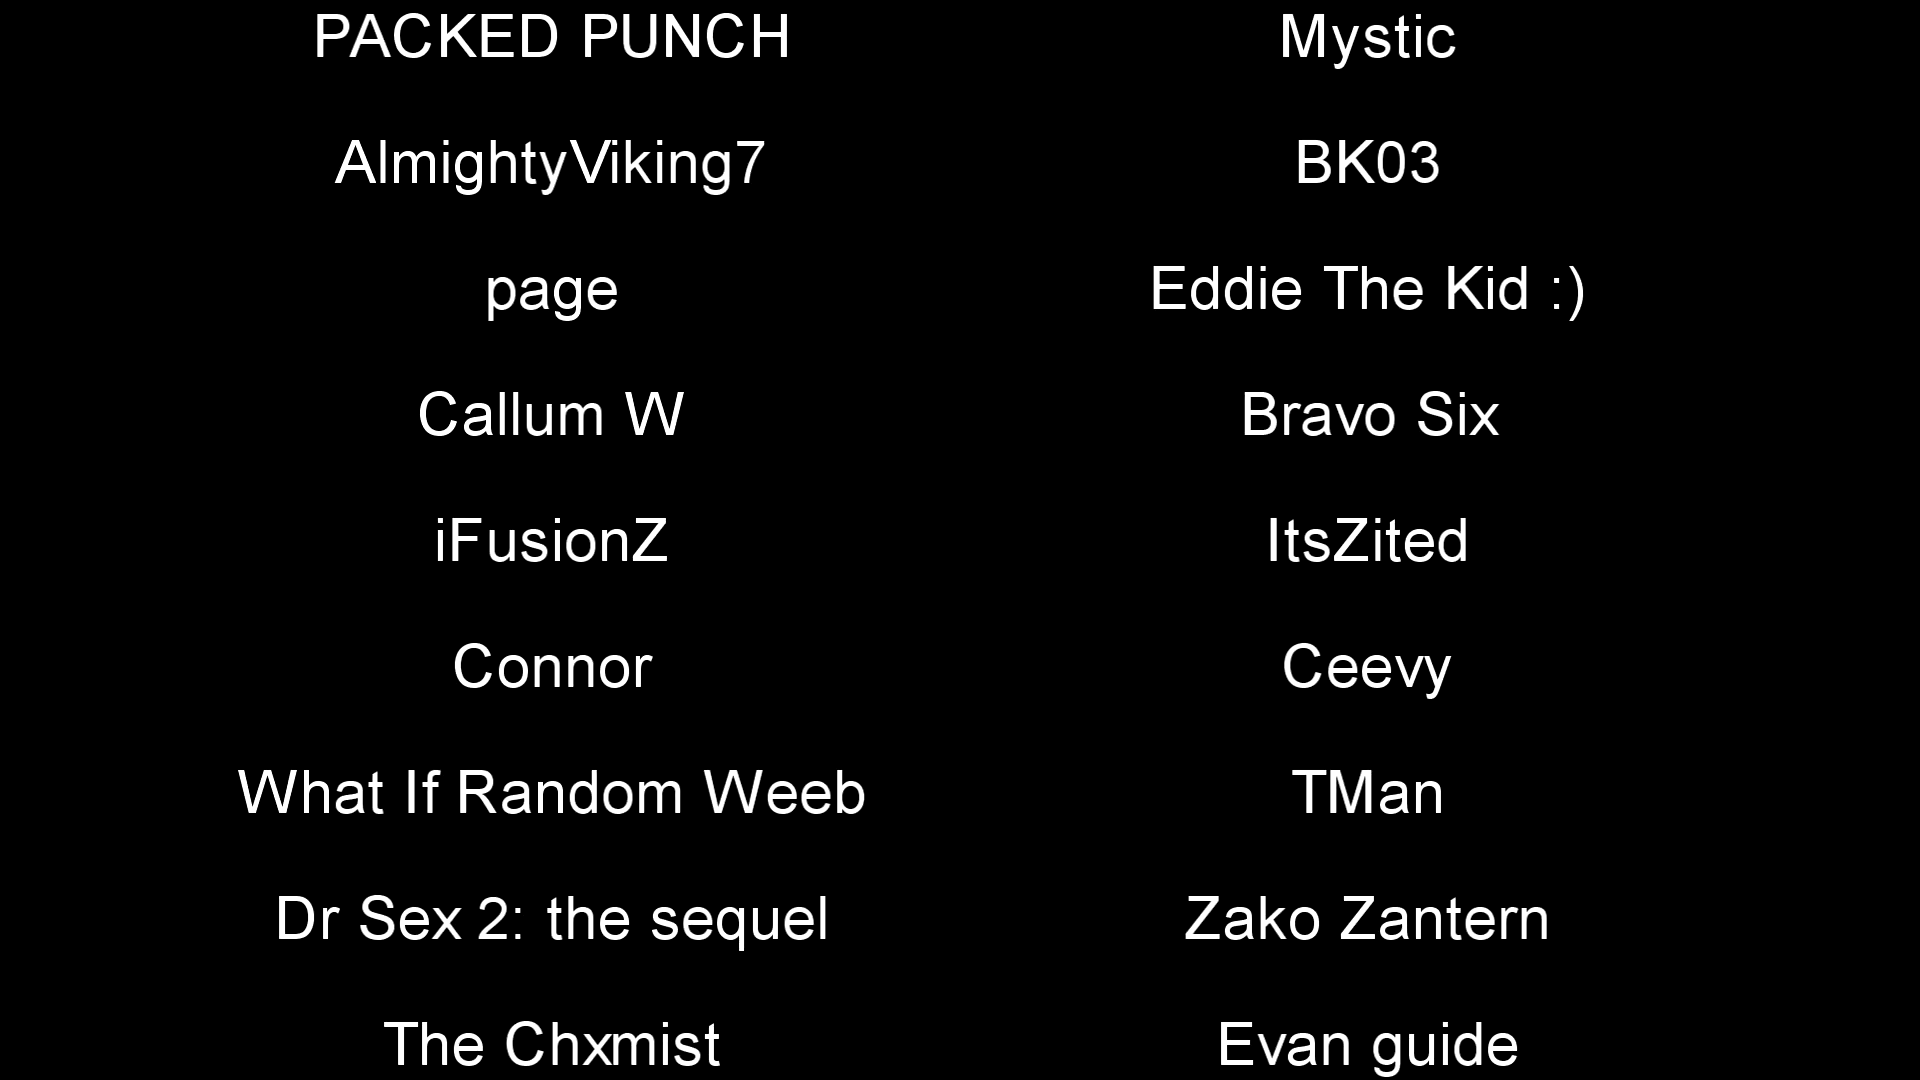 PACKED PUNCH Mystic
AlmightyViking7 BK03
page Eddie The Kid :)
Callum W Bravo Six
iFusionZ ItsZited
Connor Ceevy
What If Random Weeb TMan
Dr Sex 2: the sequel Zako Zantern
The Chxmist Evan guide